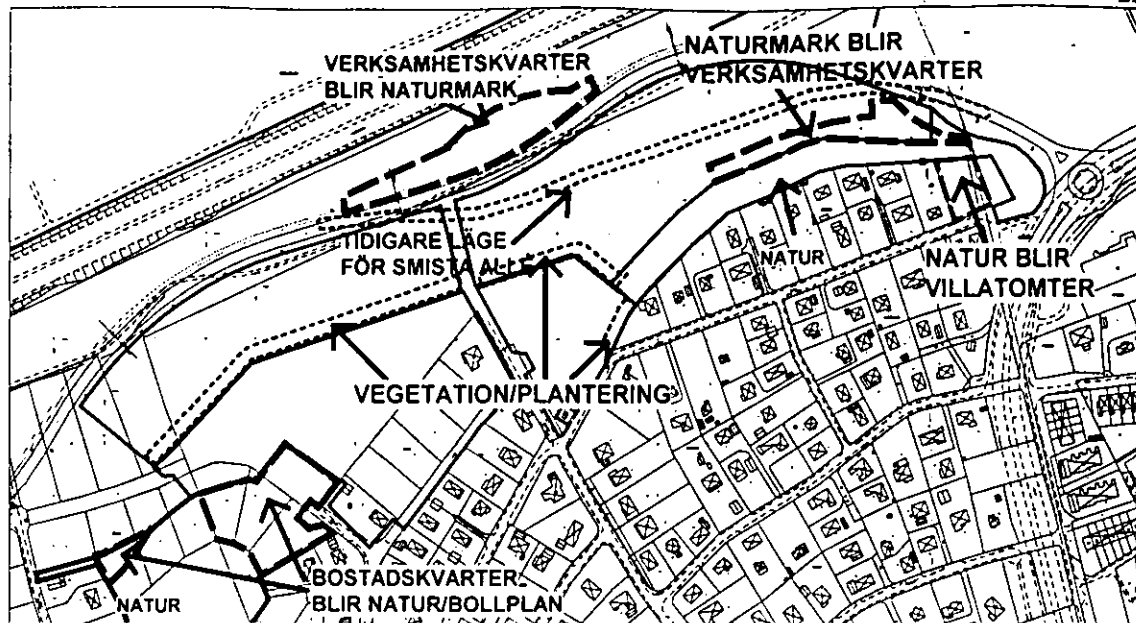 VERKSAMHETSKVARTER
BLIR NATURMARK
NATURMARK BLIR
VERKSAMHETSKVARTER
TIDIGARE LÄGE
FÖR SMISTA ALLÉ
NATUR
NATUR BLIR
VILLATOMTER
VEGETATION/PLANTERING
BOSTADSKVARTER
BLIR NATUR/BOLLPLAN
NATUR